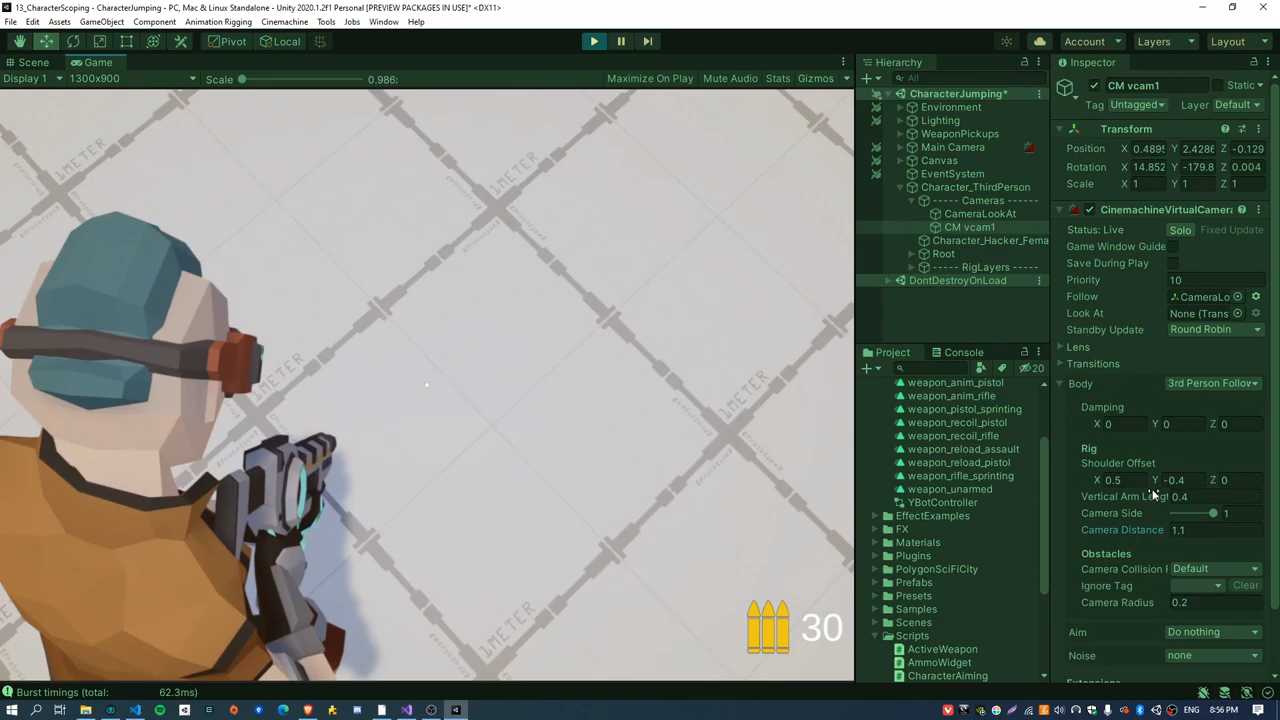 13_CharacterScoping - CharacterJumping - PC, Mac & Linux Standalone - Unity 2020.1.2f1 Personal [PREVIEW PACKAGES IN USE]* <DX11>
File Edit Assets GameObject Component Animation Rigging Cinemachine Tools Jobs Window Help
Pivot Local Account Layers Layout
Scene Game
Display 1 1300x900 Scale 0.986: Maximize On Play Mute Audio Stats Gizmos
1METER
1METER
1METER
1METER
1METER
30
Hierarchy
All
CharacterJumping*
Environment
Lighting
WeaponPickups
Main Camera
Canvas
EventSystem
Character_ThirdPerson
----- Cameras ------
CameraLookAt
CM vcam1
Character_Hacker_Fema
Root
----- RigLayers -----
DontDestroyOnLoad
Project Console
20
weapon_anim_pistol
weapon_anim_rifle
weapon_pistol_sprinting
weapon_recoil_pistol
weapon_recoil_rifle
weapon_reload_assault
weapon_reload_pistol
weapon_rifle_sprinting
weapon_unarmed
YBotController
EffectExamples
FX
Materials
Plugins
PolygonSciFiCity
Prefabs
Presets
Samples
Scenes
Scripts
ActiveWeapon
AmmoWidget
CharacterAiming
Inspector
CM vcam1 Static
Tag Untagged Layer Default
Transform
Position X 0.4895 Y 2.4286 Z -0.129
Rotation X 14.852 Y -179.8 Z 0.004
Scale X 1 Y 1 Z 1
CinemachineVirtualCamera
Status: Live Solo Fixed Update
Game Window Guide
Save During Play
Priority 10
Follow CameraLo
Look At None (Trans
Standby Update Round Robin
Lens
Transitions
Body 3rd Person Follow
Damping
X 0 Y 0 Z 0
Rig
Shoulder Offset
X 0.5 Y -0.4 Z 0
Vertical Arm Lengt 0.4
Camera Side 1
Camera Distance 1.1
Obstacles
Camera Collision F Default
Ignore Tag Clear
Camera Radius 0.2
Aim Do nothing
Noise none
Burst timings (total: 62.3ms)
ENG 8:56 PM